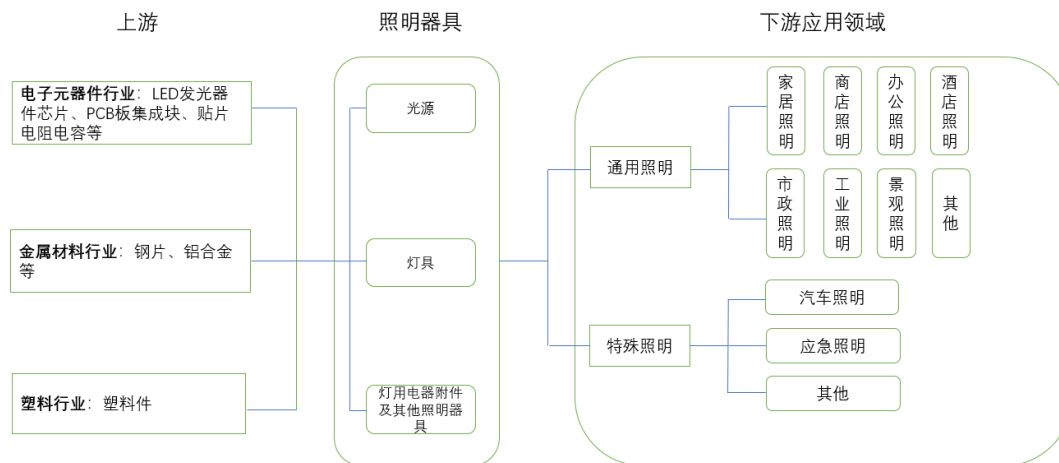 上游
照明器具
下游应用领域
电子元器件行业：LED发光器
件芯片、PCB板集成块、贴片
电阻电容等
金属材料行业：钢片、铝合金
等
塑料行业：塑料件
光源
灯具
灯用电器附件
及其他照明器
具
通用照明
特殊照明
家居照明
商店照明
办公照明
酒店照明
市政照明
工业照明
景观照明
其他
汽车照明
应急照明
其他